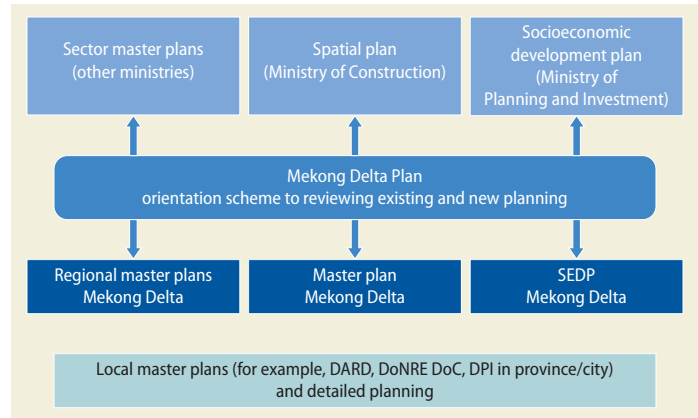 Sector master plans
(other ministries)
Spatial plan
(Ministry of Construction)
Socioeconomic
development plan
(Ministry of
Planning and Investment)
Mekong Delta Plan
orientation scheme to reviewing existing and new planning
Regional master plans
Mekong Delta
Master plan
Mekong Delta
SEDP
Mekong Delta
Local master plans (for example, DARD, DoNRE DoC, DPI in province/city)
and detailed planning